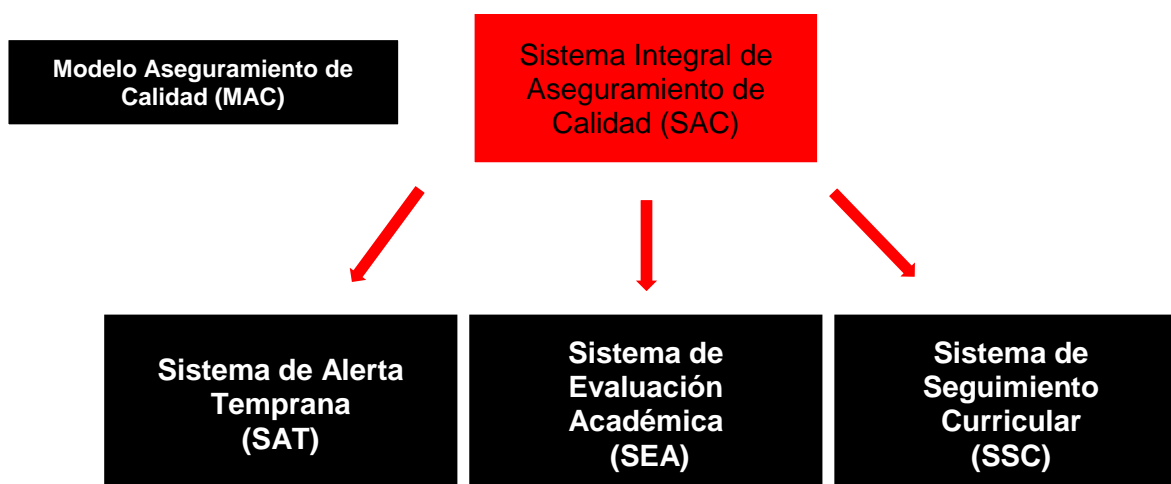 Modelo Aseguramiento de
Calidad (MAC)
Sistema Integral de
Aseguramiento de
Calidad (SAC)
Sistema de Alerta
Temprana
(SAT)
Sistema de
Evaluación
Académica
(SEA)
Sistema de
Seguimiento
Curricular
(SSC)